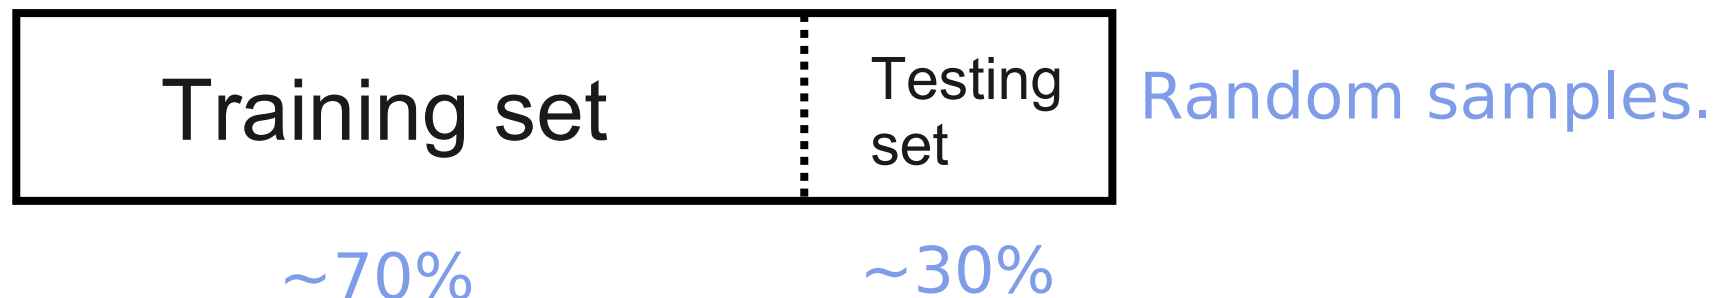 Training set
Testing
set
Random samples.
~70%
~30%